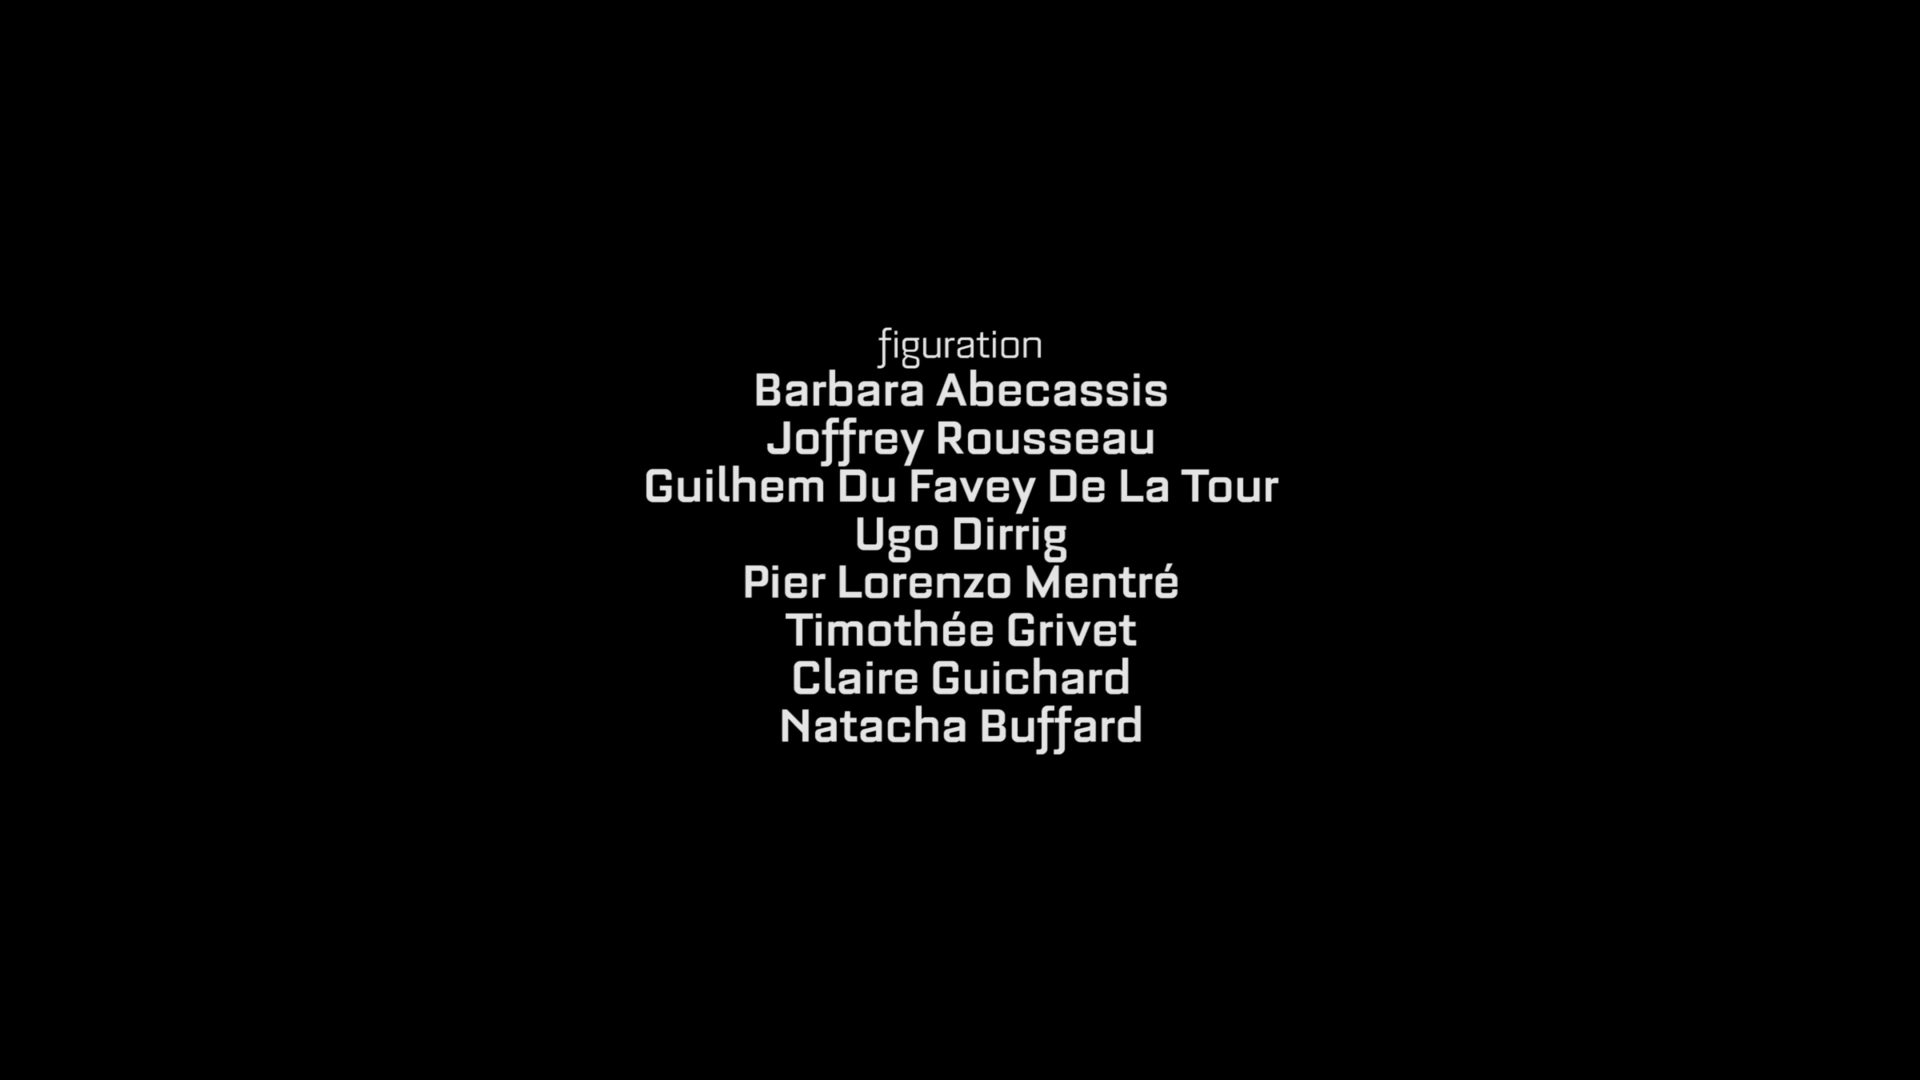 figuration
Barbara Abecassis
Joffrey Rousseau
Guilhem Du Favey De La Tour
Ugo Dirrig
Pier Lorenzo Mentré
Timothée Grivet
Claire Guichard
Natacha Buffard